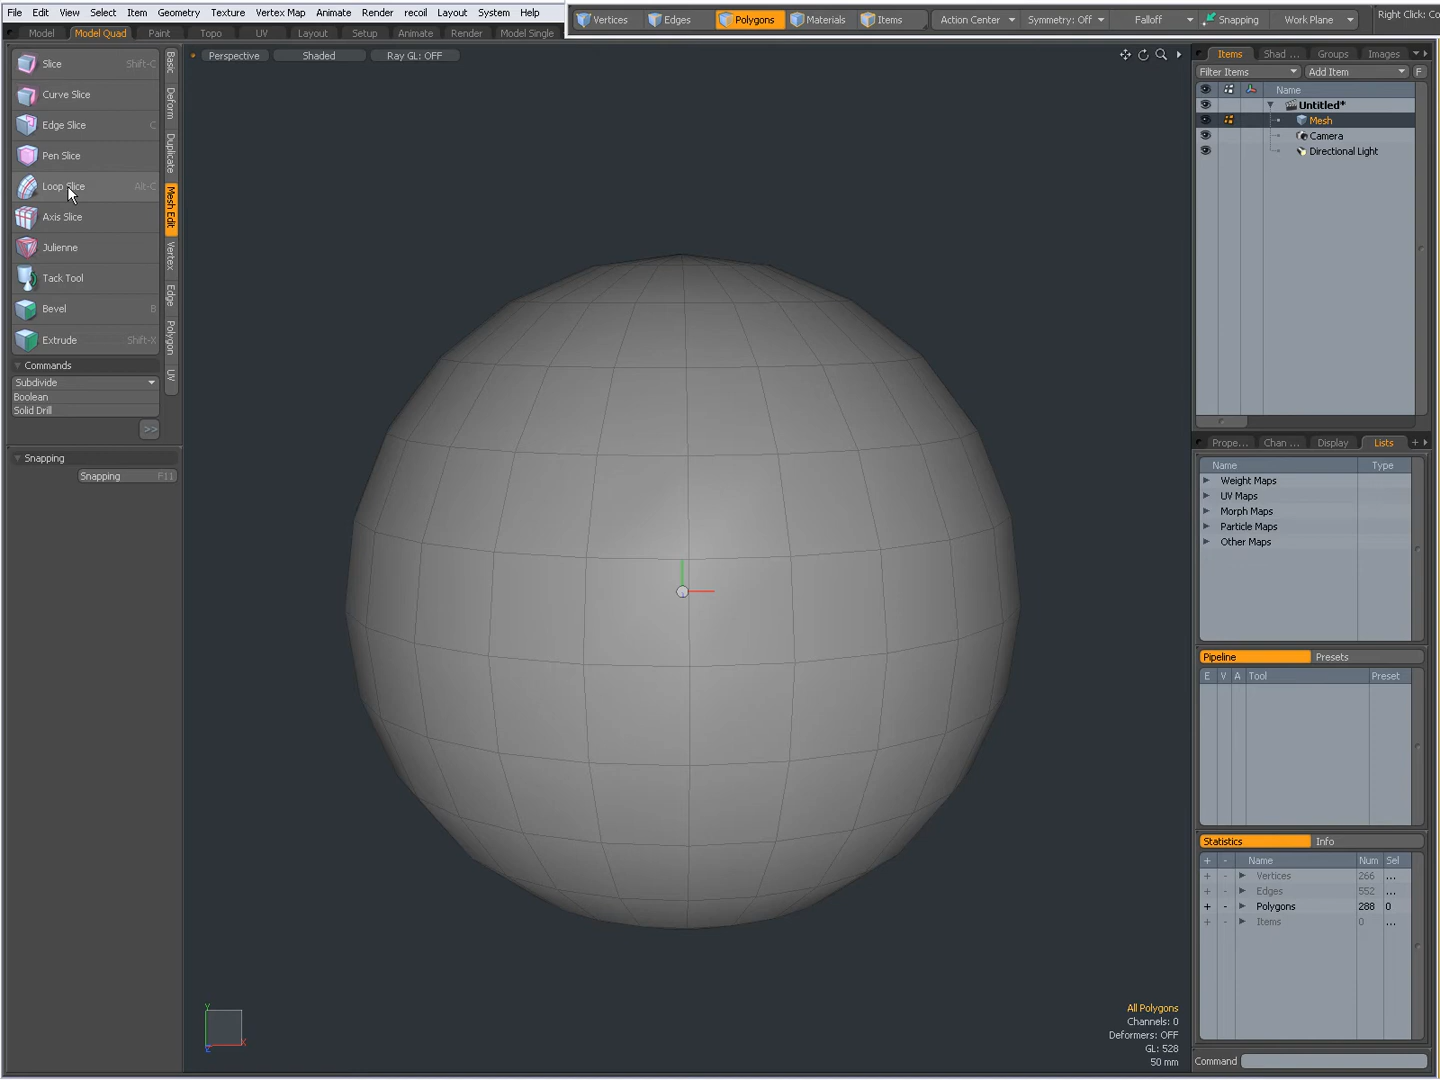 File Edit View Select Item Geometry Texture Vertex Map Animate Render recoil Layout System Help
Vertices Edges Polygons Materials Items Action Center Symmetry: Off Falloff Snapping Work Plane Right Click: Co
Model Model Quad Paint Topo UV Layout Setup Animate Render Model Single
Perspective Shaded Ray GL: OFF
Slice Shift-C
Curve Slice
Edge Slice C
Pen Slice
Loop Slice Alt-C
Axis Slice
Julienne
Tack Tool
Bevel B
Extrude Shift-X
Commands
Subdivide
Boolean
Solid Drill
>>
Basic
Deform
Duplicate
Mesh Edit
Vertex
Edge
Polygon
UV
Snapping
Snapping F11
Items Shad ... Groups Images
Filter Items Add Item F
Name
Untitled*
Mesh
Camera
Directional Light
Prope... Chan ... Display Lists +
Name Type
Weight Maps
UV Maps
Morph Maps
Particle Maps
Other Maps
Pipeline Presets
E V A Tool Preset
Statistics Info
+ - Name Num Sel
+ - Vertices 266 ...
+ - Edges 552 ...
+ - Polygons 288 0
+ - Items 0 ...
Command
Y
X
Z
All Polygons
Channels: 0
Deformers: OFF
GL: 528
50 mm